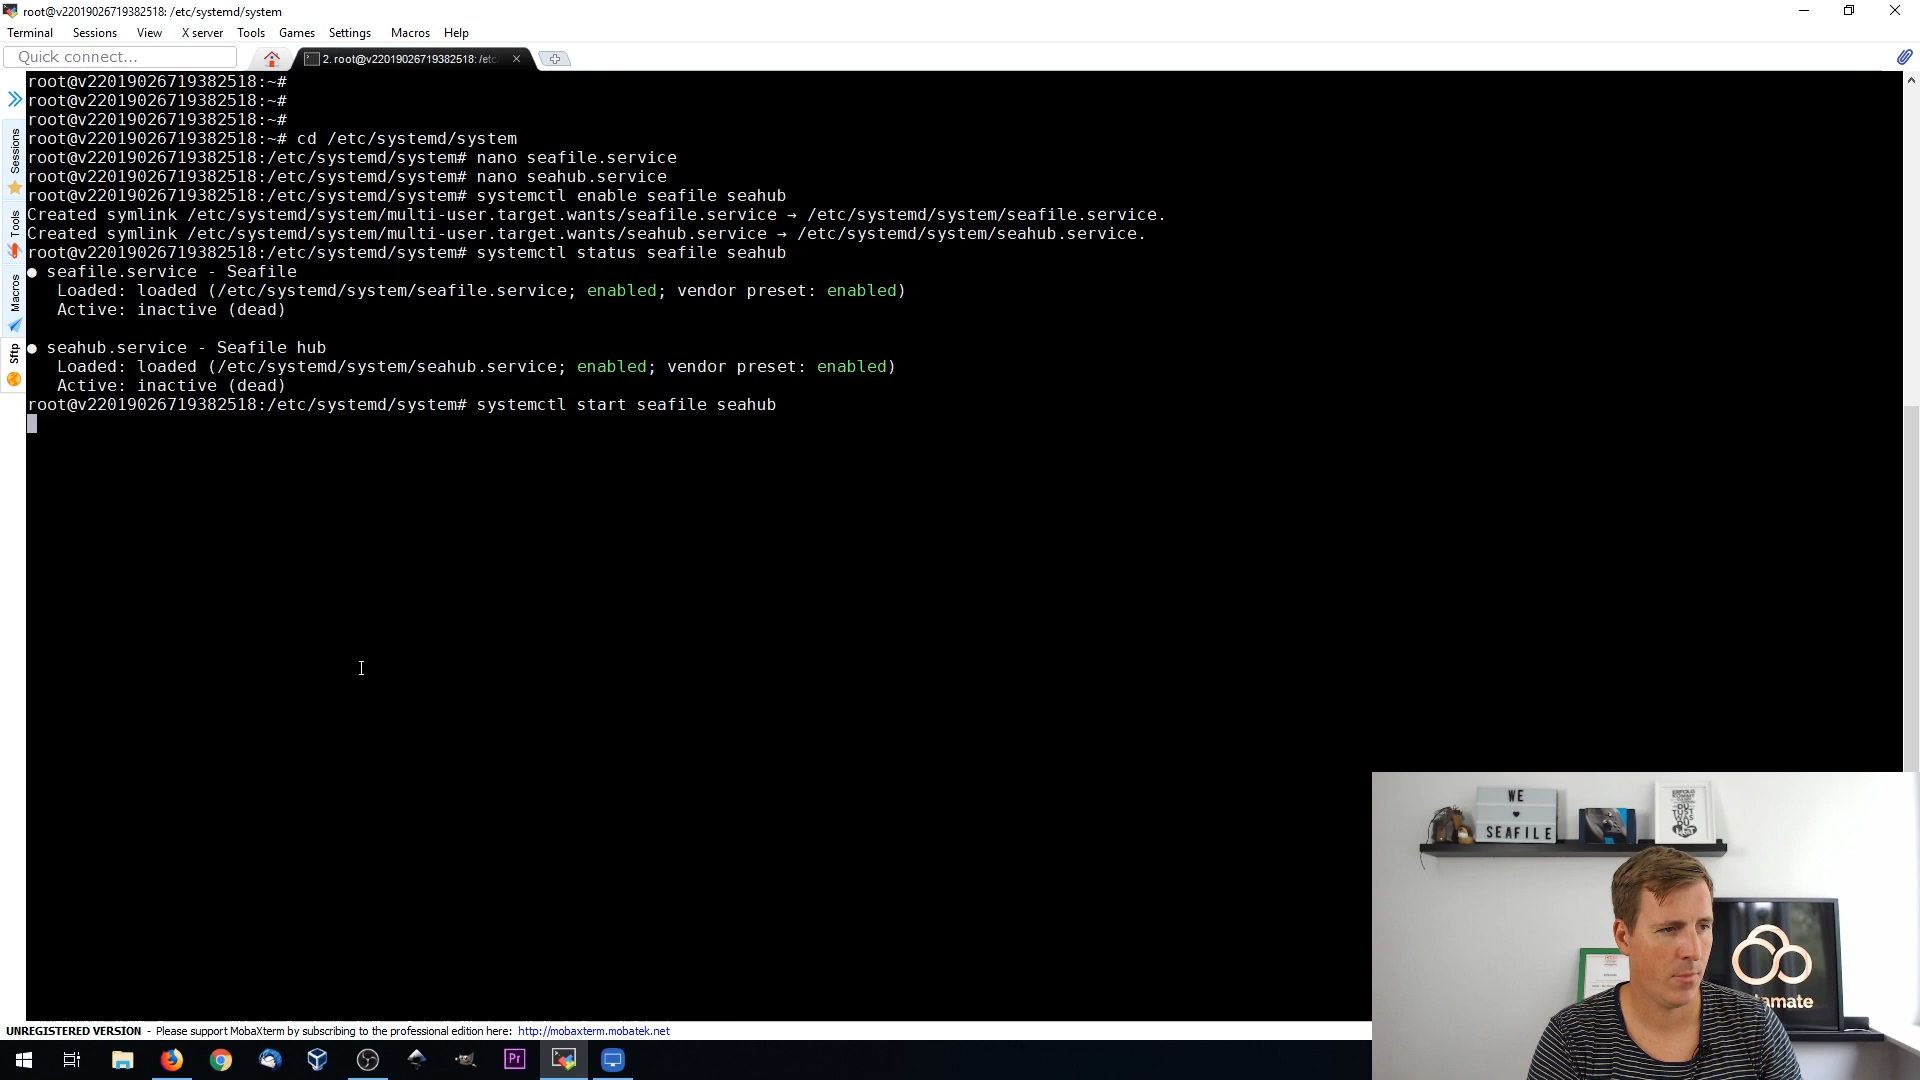 root@v22019026719382518: /etc/systemd/system
Terminal Sessions View X server Tools Games Settings Macros Help
Quick connect...
2. root@v22019026719382518: /etc
root@v22019026719382518:~#
root@v22019026719382518:~#
root@v22019026719382518:~#
root@v22019026719382518:~# cd /etc/systemd/system
root@v22019026719382518:/etc/systemd/system# nano seafile.service
root@v22019026719382518:/etc/systemd/system# nano seahub.service
root@v22019026719382518:/etc/systemd/system# systemctl enable seafile seahub
Created symlink /etc/systemd/system/multi-user.target.wants/seafile.service → /etc/systemd/system/seafile.service.
Created symlink /etc/systemd/system/multi-user.target.wants/seahub.service → /etc/systemd/system/seahub.service.
root@v22019026719382518:/etc/systemd/system# systemctl status seafile seahub
● seafile.service - Seafile
Loaded: loaded (/etc/systemd/system/seafile.service; enabled; vendor preset: enabled)
Active: inactive (dead)
● seahub.service - Seafile hub
Loaded: loaded (/etc/systemd/system/seahub.service; enabled; vendor preset: enabled)
Active: inactive (dead)
root@v22019026719382518:/etc/systemd/system# systemctl start seafile seahub
Sessions
Tools
Macros
Sftp
WE
♥
SEAFILE
ERFOLG
KOMMT
DU
TUST
WAS
DU
amate
UNREGISTERED VERSION - Please support MobaXterm by subscribing to the professional edition here: http://mobaxterm.mobatek.net
Pr